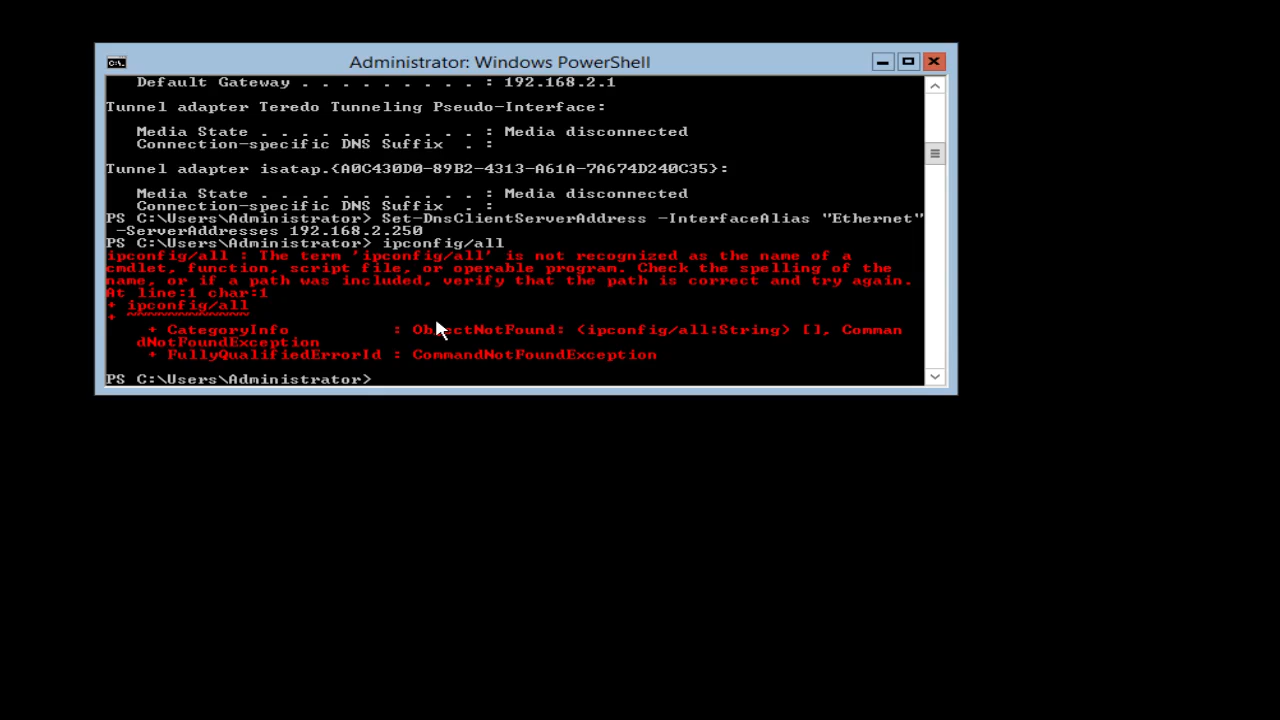 Administrator: Windows PowerShell
Default Gateway . . . . . . . . . : 192.168.2.1
Tunnel adapter Teredo Tunneling Pseudo-Interface:
Media State . . . . . . . . . . . : Media disconnected
Connection-specific DNS Suffix  . :
Tunnel adapter isatap.{A0C430D0-89B2-4313-A61A-7A674D240C35}:
Media State . . . . . . . . . . . : Media disconnected
Connection-specific DNS Suffix  . :
PS C:\Users\Administrator> Set-DnsClientServerAddress -InterfaceAlias "Ethernet"
-ServerAddresses 192.168.2.250
PS C:\Users\Administrator> ipconfig/all
ipconfig/all : The term 'ipconfig/all' is not recognized as the name of a
cmdlet, function, script file, or operable program. Check the spelling of the
name, or if a path was included, verify that the path is correct and try again.
At line:1 char:1
+ ipconfig/all
+ ~~~~~~~~~~~~
+ CategoryInfo          : ObjectNotFound: (ipconfig/all:String) [], Comman
dNotFoundException
+ FullyQualifiedErrorId : CommandNotFoundException
PS C:\Users\Administrator>